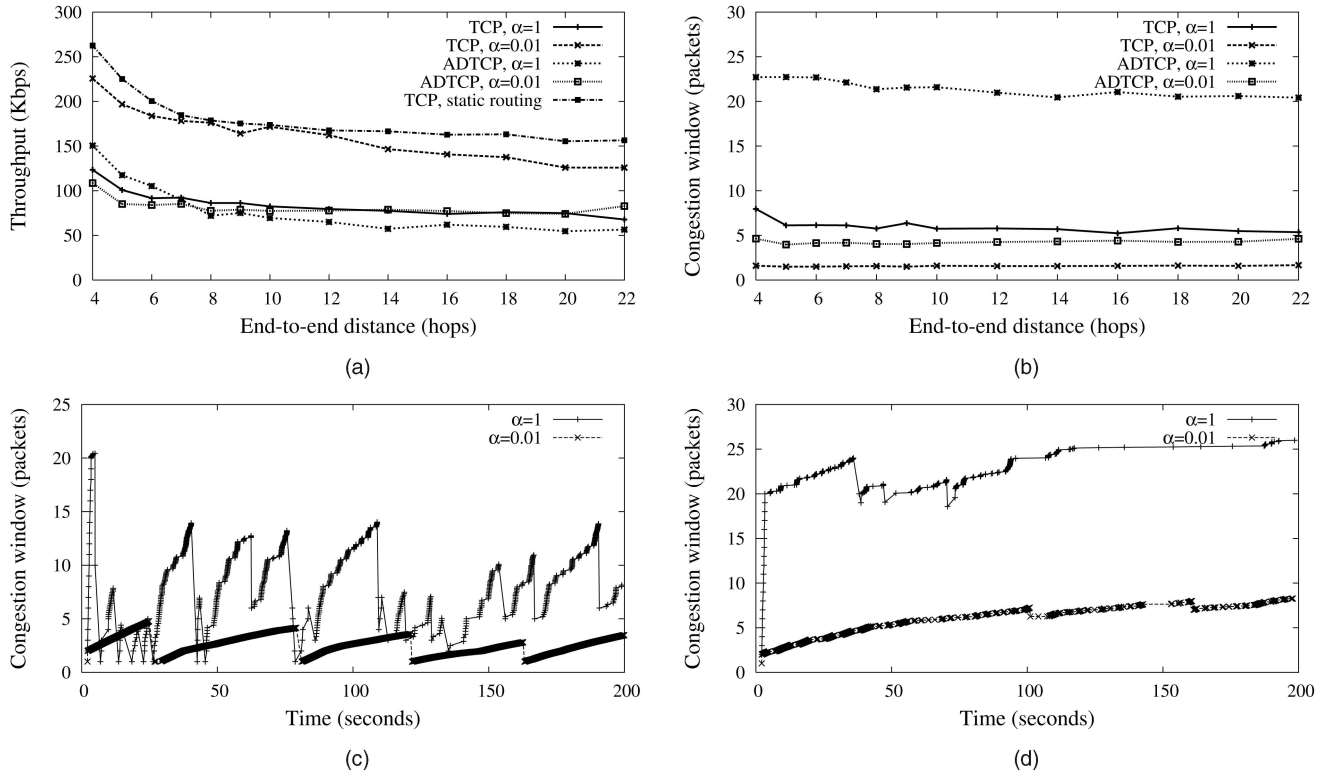 300
250
200
150
100
50
0
Throughput (Kbps)
TCP, α=1
TCP, α=0.01
ADTCP, α=1
ADTCP, α=0.01
TCP, static routing
4 6 8 10 12 14 16 18 20 22
End-to-end distance (hops)
(a)
30
25
20
15
10
5
0
Congestion window (packets)
TCP, α=1
TCP, α=0.01
ADTCP, α=1
ADTCP, α=0.01
4 6 8 10 12 14 16 18 20 22
End-to-end distance (hops)
(b)
25
20
15
10
5
0
Congestion window (packets)
α=1
α=0.01
0 50 100 150 200
Time (seconds)
(c)
30
25
20
15
10
5
0
Congestion window (packets)
α=1
α=0.01
0 50 100 150 200
Time (seconds)
(d)